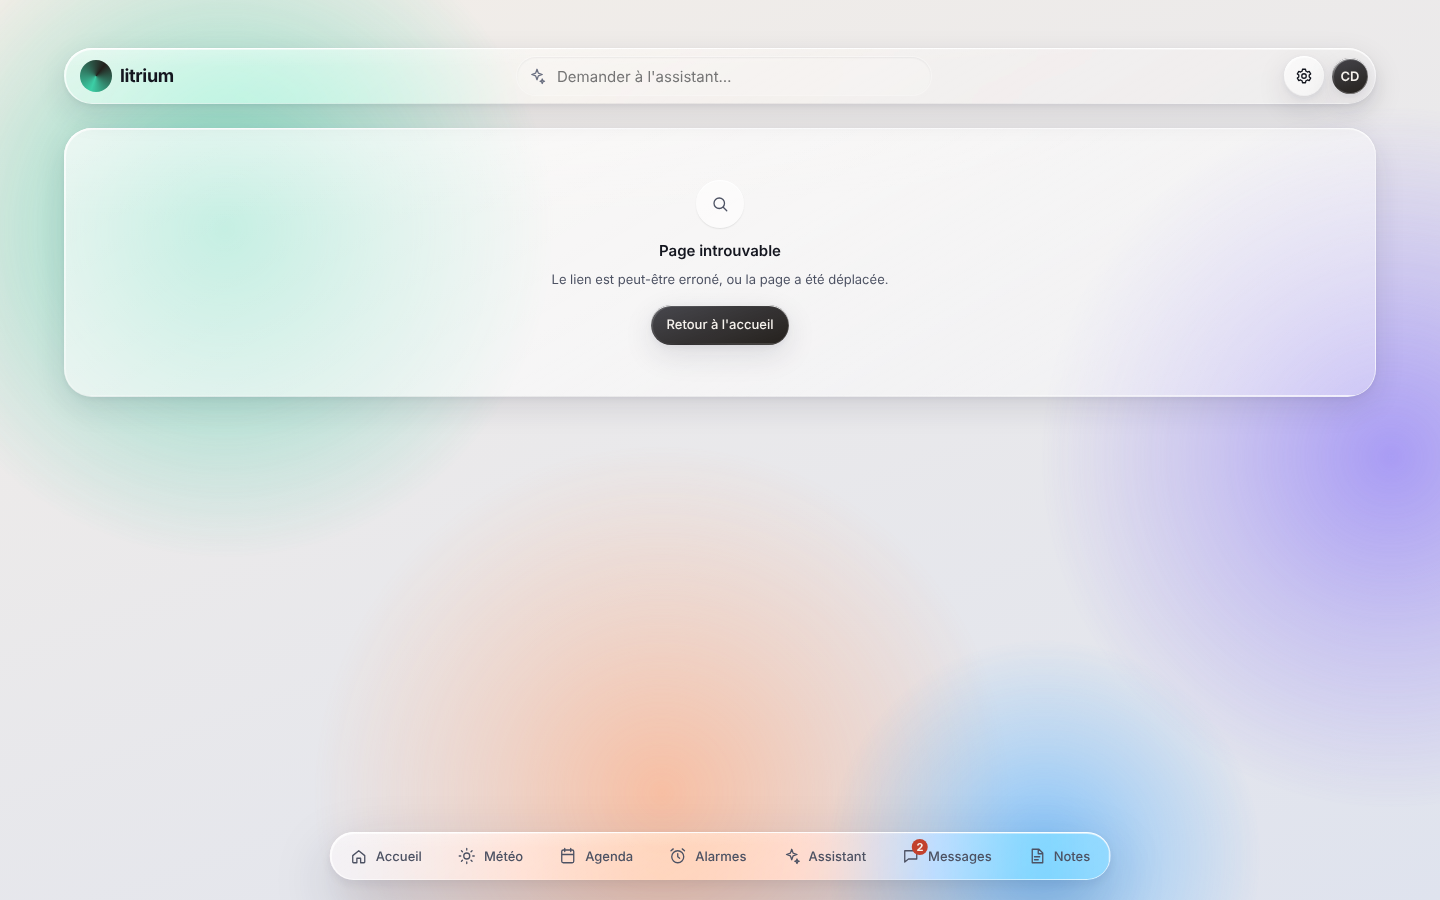 litrium
Demander à l'assistant...
CD
Page introuvable
Le lien est peut-être erroné, ou la page a été déplacée.
Retour à l'accueil
Accueil
Météo
Agenda
Alarmes
Assistant
2
Messages
Notes